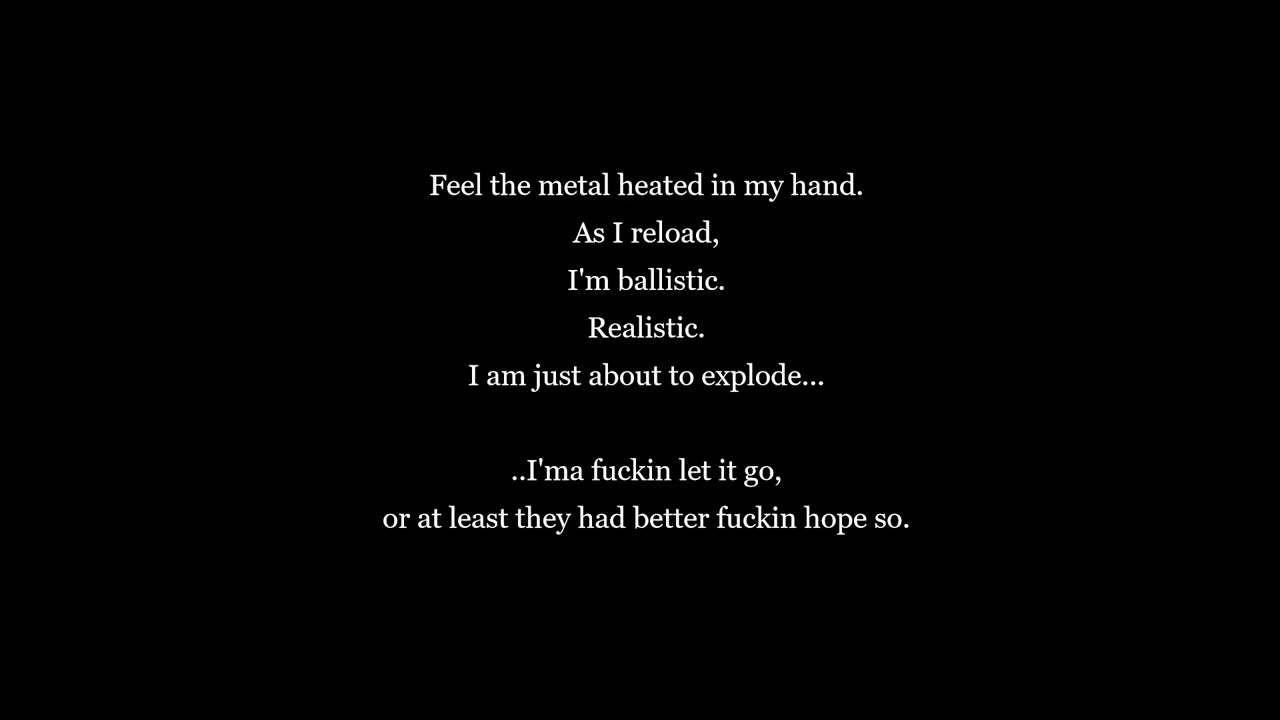 Feel the metal heated in my hand.
As I reload,
I'm ballistic.
Realistic.
I am just about to explode...
..I'ma fuckin let it go,
or at least they had better fuckin hope so.